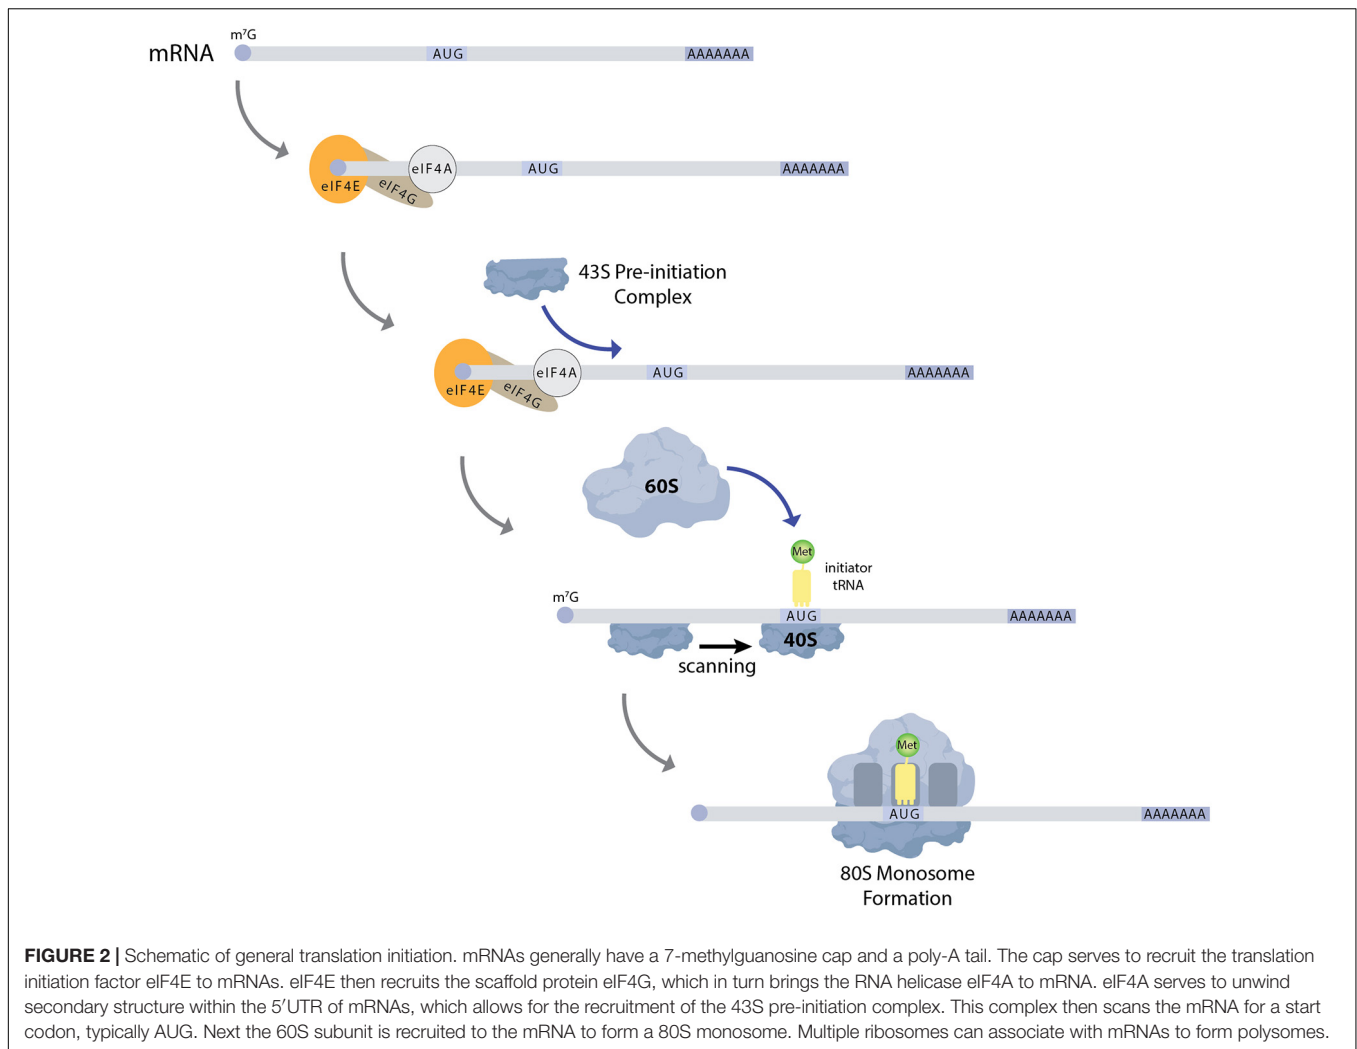 m⁷G
mRNA
AUG
AAAAAAA
eIF4E
eIF4G
eIF4A
AUG
AAAAAAA
43S Pre-initiation
Complex
eIF4E
eIF4G
eIF4A
AUG
AAAAAAA
60S
Met
initiator
tRNA
m⁷G
AUG
AAAAAAA
40S
scanning
Met
AUG
AAAAAAA
80S Monosome
Formation
FIGURE 2 | Schematic of general translation initiation. mRNAs generally have a 7-methylguanosine cap and a poly-A tail. The cap serves to recruit the translation
initiation factor eIF4E to mRNAs. eIF4E then recruits the scaffold protein eIF4G, which in turn brings the RNA helicase eIF4A to mRNA. eIF4A serves to unwind
secondary structure within the 5′UTR of mRNAs, which allows for the recruitment of the 43S pre-initiation complex. This complex then scans the mRNA for a start
codon, typically AUG. Next the 60S subunit is recruited to the mRNA to form a 80S monosome. Multiple ribosomes can associate with mRNAs to form polysomes.